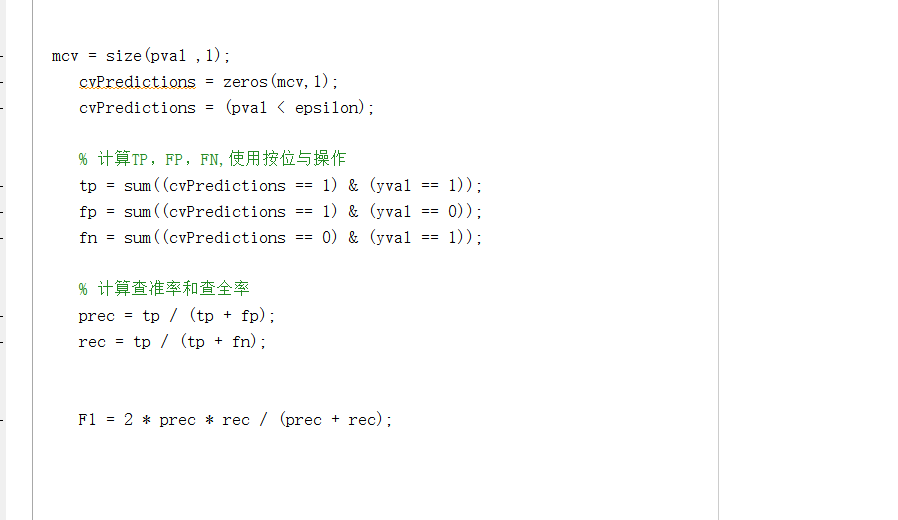 mcv = size(pval ,1);
cvPredictions = zeros(mcv,1);
cvPredictions = (pval < epsilon);
% 计算TP，FP，FN,使用按位与操作
tp = sum((cvPredictions == 1) & (yval == 1));
fp = sum((cvPredictions == 1) & (yval == 0));
fn = sum((cvPredictions == 0) & (yval == 1));
% 计算查准率和查全率
prec = tp / (tp + fp);
rec = tp / (tp + fn);
F1 = 2 * prec * rec / (prec + rec);